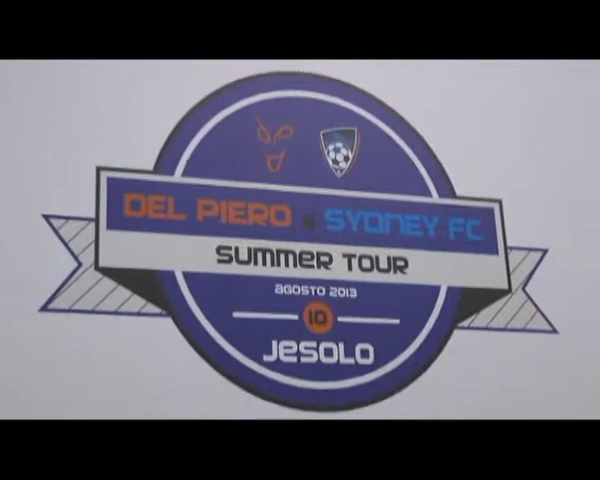 DEL PIERO e SYDNEY FC
SUMMER TOUR
AGOSTO 2013
10
JESOLO